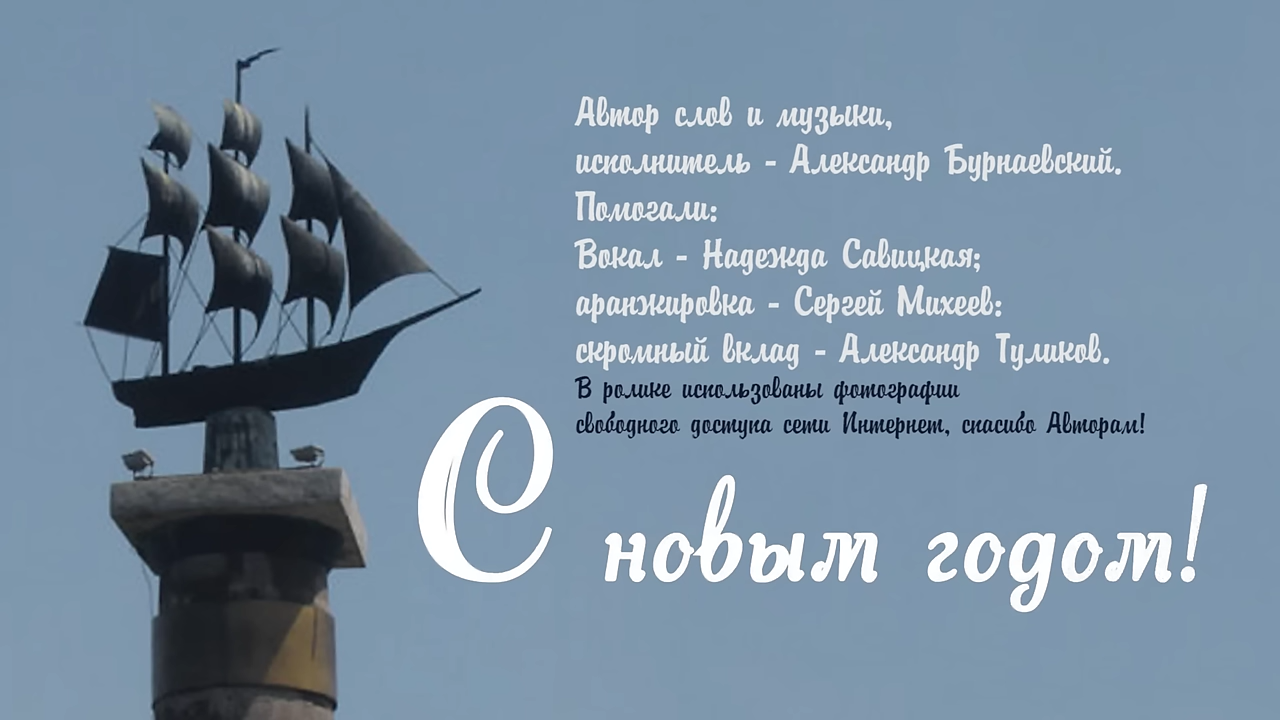 Автор слов и музыки,
исполнитель - Александр Бурнаевский.
Помогали:
Вокал - Надежда Савицкая;
аранжировка - Сергей Михеев:
скромный вклад - Александр Туликов.
В ролике использованы фотографии
свободного доступа сети Интернет, спасибо Авторам!
С новым годом!